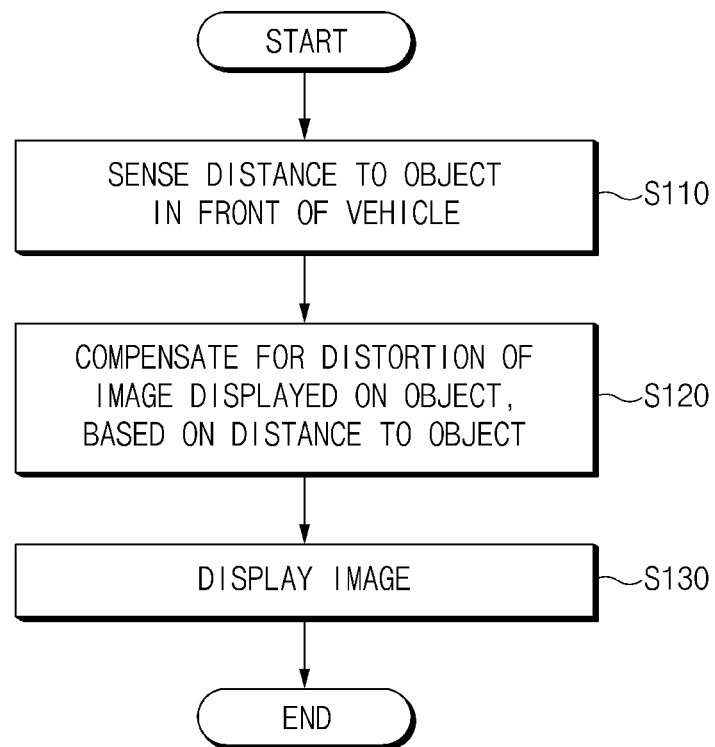 START
SENSE DISTANCE TO OBJECT
IN FRONT OF VEHICLE
S110
COMPENSATE FOR DISTORTION OF
IMAGE DISPLAYED ON OBJECT,
BASED ON DISTANCE TO OBJECT
S120
DISPLAY IMAGE
S130
END